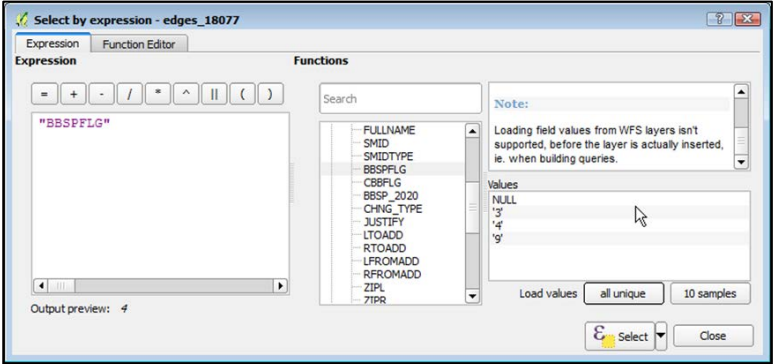 Select by expression - edges_18077
Expression
Function Editor
Expression
= + - / * ^ || ( )
"BBSPFLG"
Output preview: 4
Functions
Search
FULLNAME
SMID
SMIDTYPE
BBSPFLG
CBBFLG
BBSP_2020
CHNG_TYPE
JUSTIFY
LTOADD
RTOADD
LFROMADD
RFROMADD
ZIPL
ZIPR
Note:
Loading field values from WFS layers isn't
supported, before the layer is actually inserted,
ie. when building queries.
Values
NULL
'3'
'4'
'9'
Load values all unique 10 samples
ε Select
Close